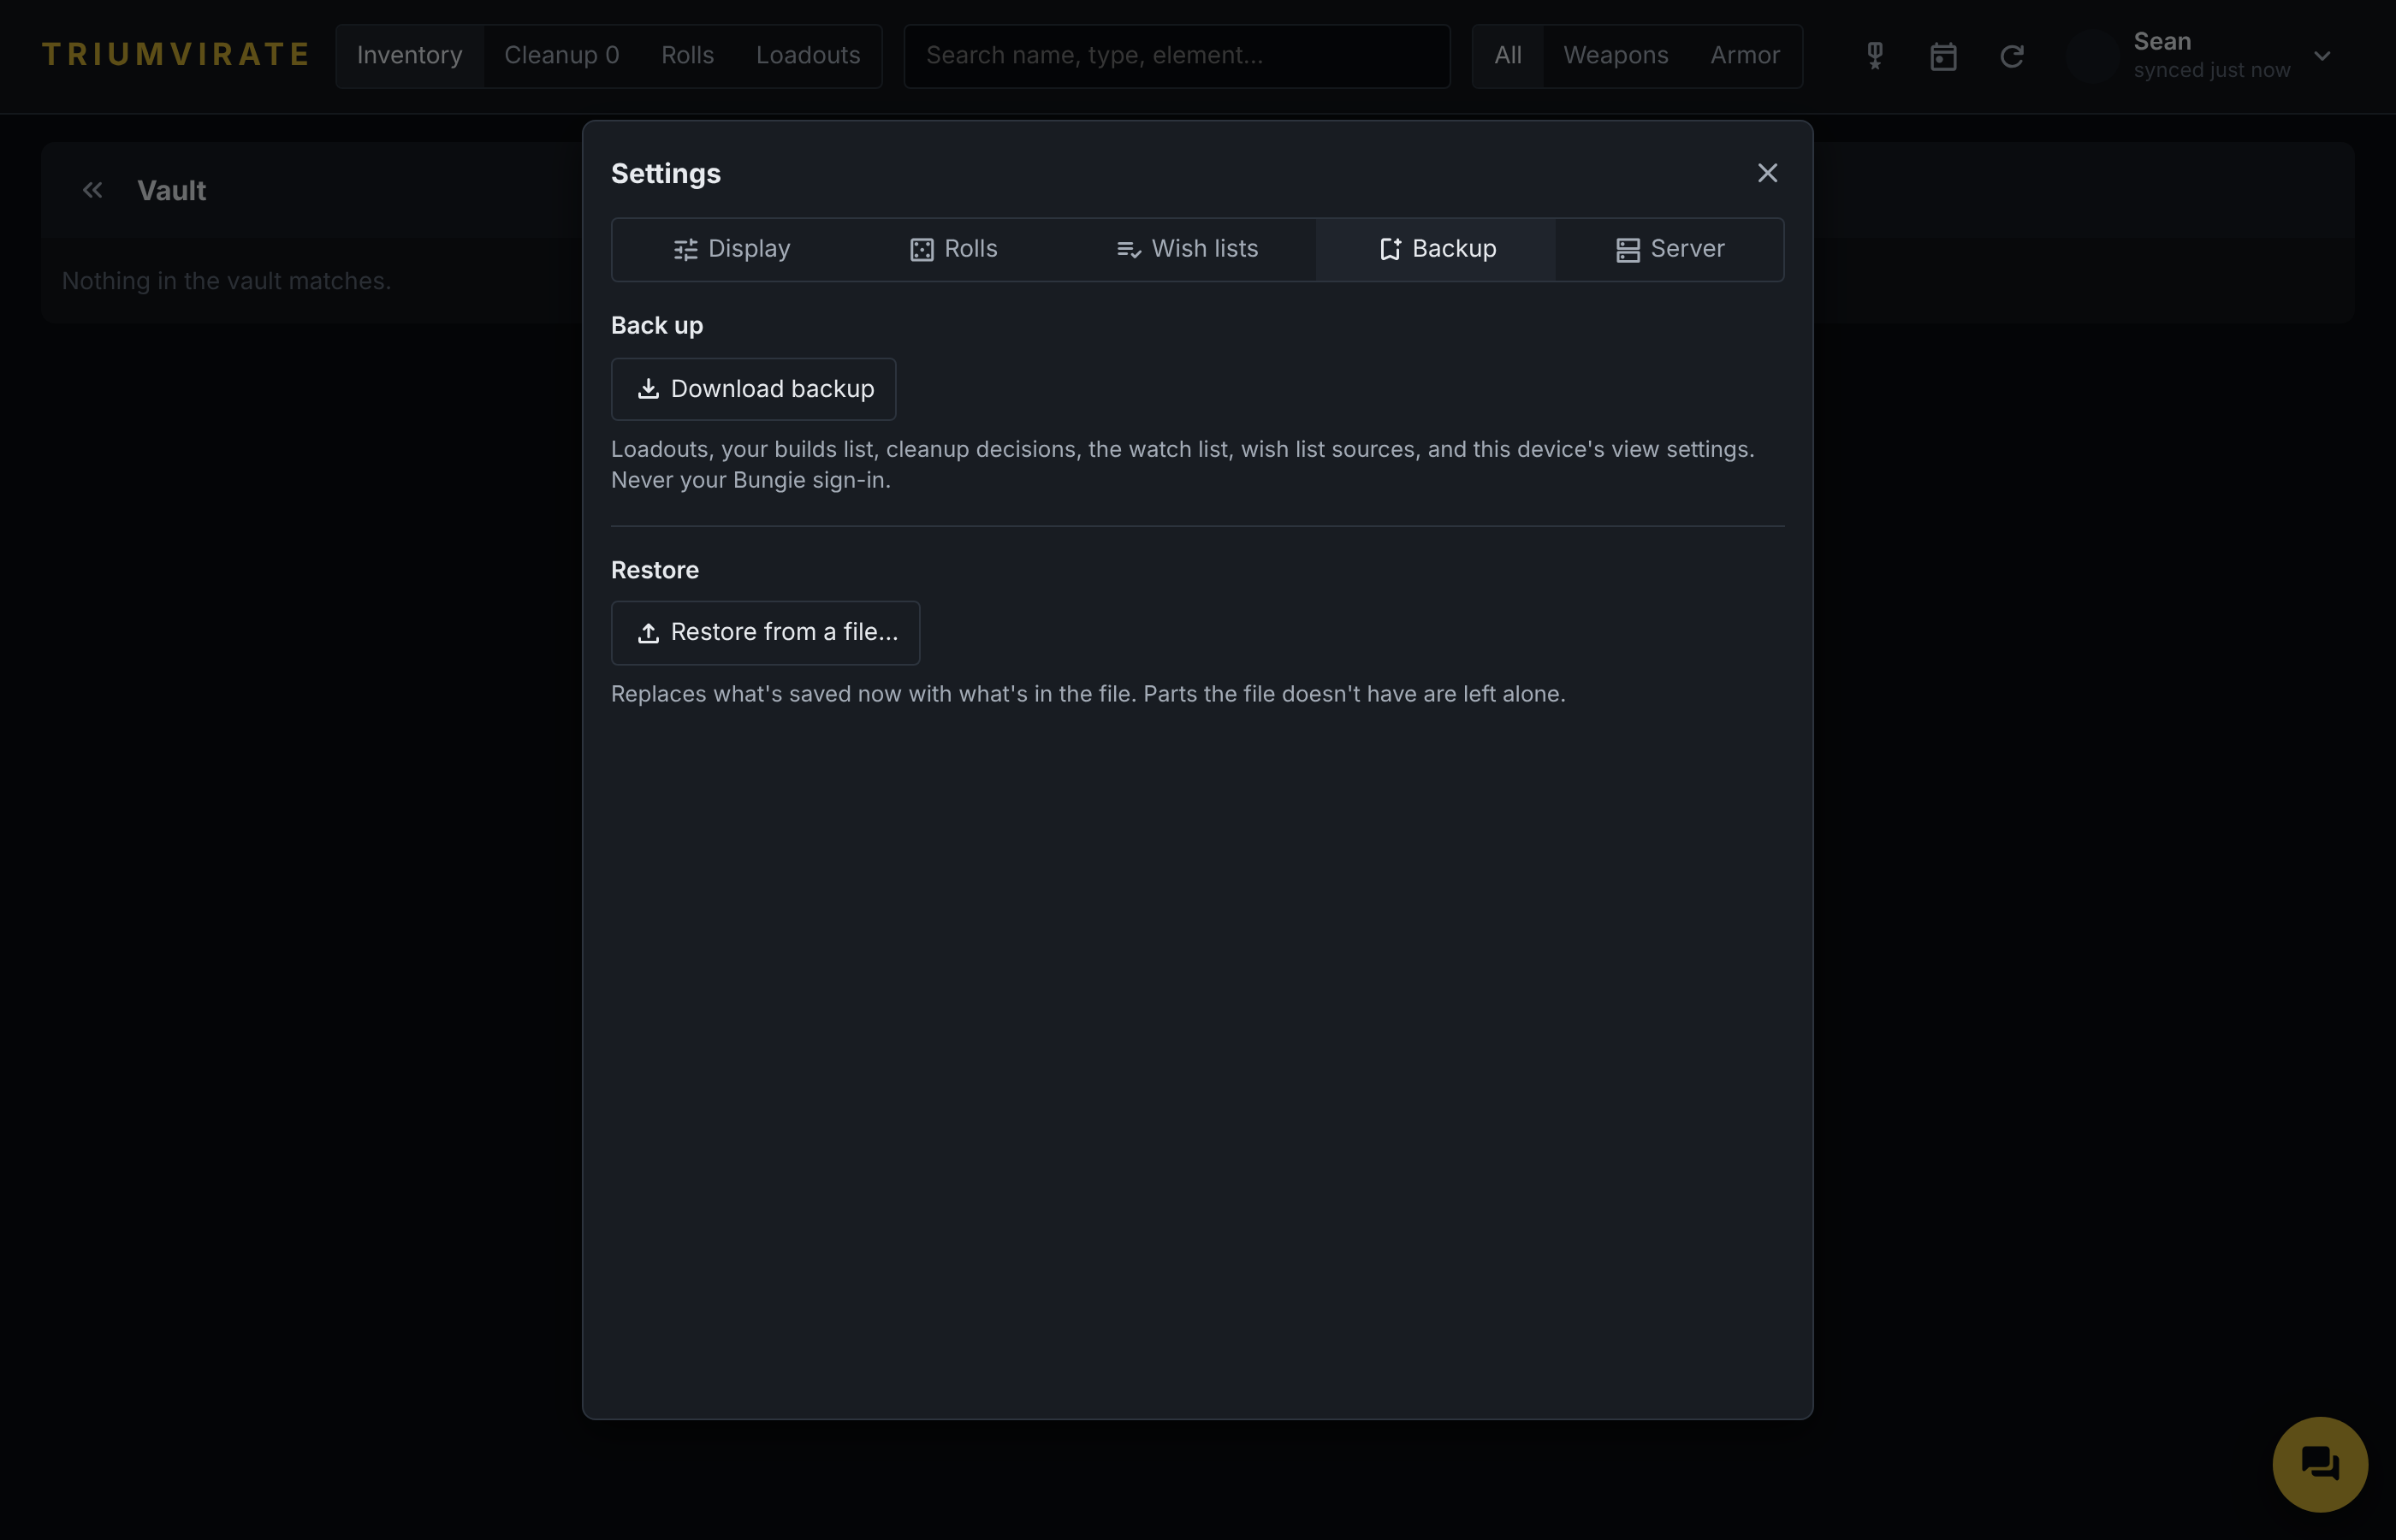 TRIUMVIRATE
Inventory Cleanup 0 Rolls Loadouts
Search name, type, element...
All Weapons Armor
Sean
synced just now
Vault
Nothing in the vault matches.
Settings
Display Rolls Wish lists Backup Server
Back up
Download backup
Loadouts, your builds list, cleanup decisions, the watch list, wish list sources, and this device's view settings.
Never your Bungie sign-in.
Restore
Restore from a file...
Replaces what's saved now with what's in the file. Parts the file doesn't have are left alone.